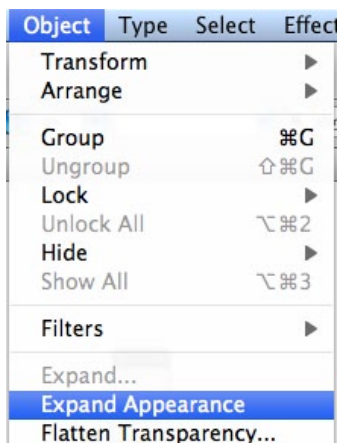 Object Type Select Effect
Transform
Arrange
Group ⌘G
Ungroup ⇧⌘G
Lock
Unlock All ⌥⌘2
Hide
Show All ⌥⌘3
Filters
Expand...
Expand Appearance
Flatten Transparency...